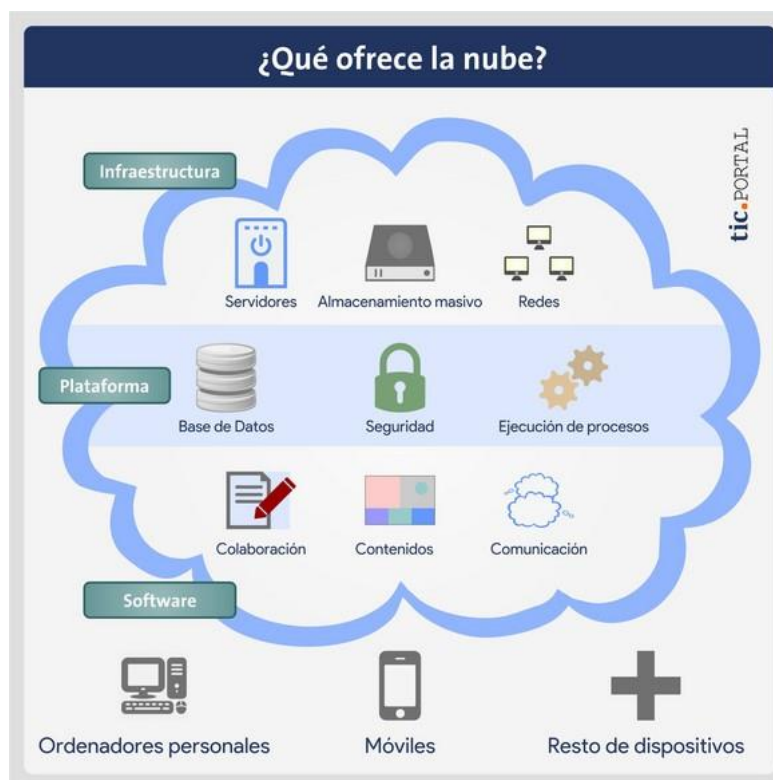 ¿Qué ofrece la nube?
tic.PORTAL
Infraestructura
Servidores
Almacenamiento masivo
Redes
Plataforma
Base de Datos
Seguridad
Ejecución de procesos
Colaboración
Contenidos
Comunicación
Software
Ordenadores personales
Móviles
Resto de dispositivos